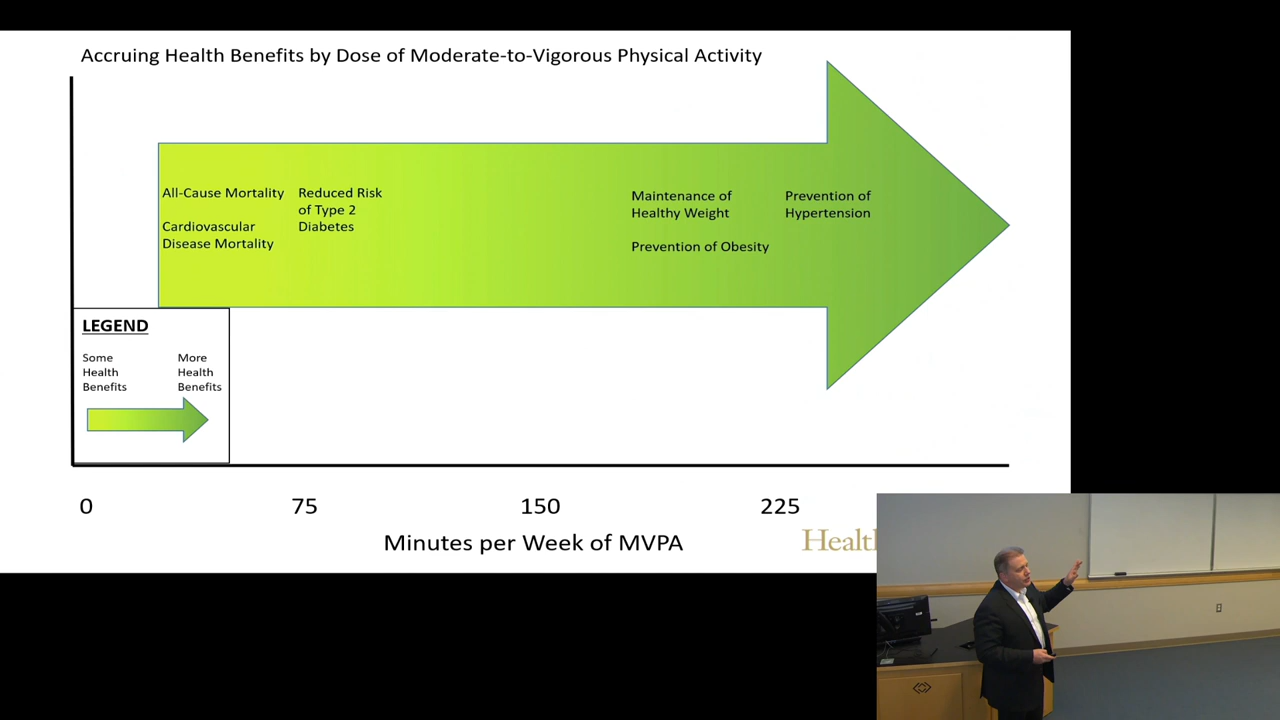 Accruing Health Benefits by Dose of Moderate-to-Vigorous Physical Activity
All-Cause Mortality
Cardiovascular
Disease Mortality
Reduced Risk
of Type 2
Diabetes
Maintenance of
Healthy Weight
Prevention of Obesity
Prevention of
Hypertension
LEGEND
Some
Health
Benefits
More
Health
Benefits
0
75
150
225
Minutes per Week of MVPA